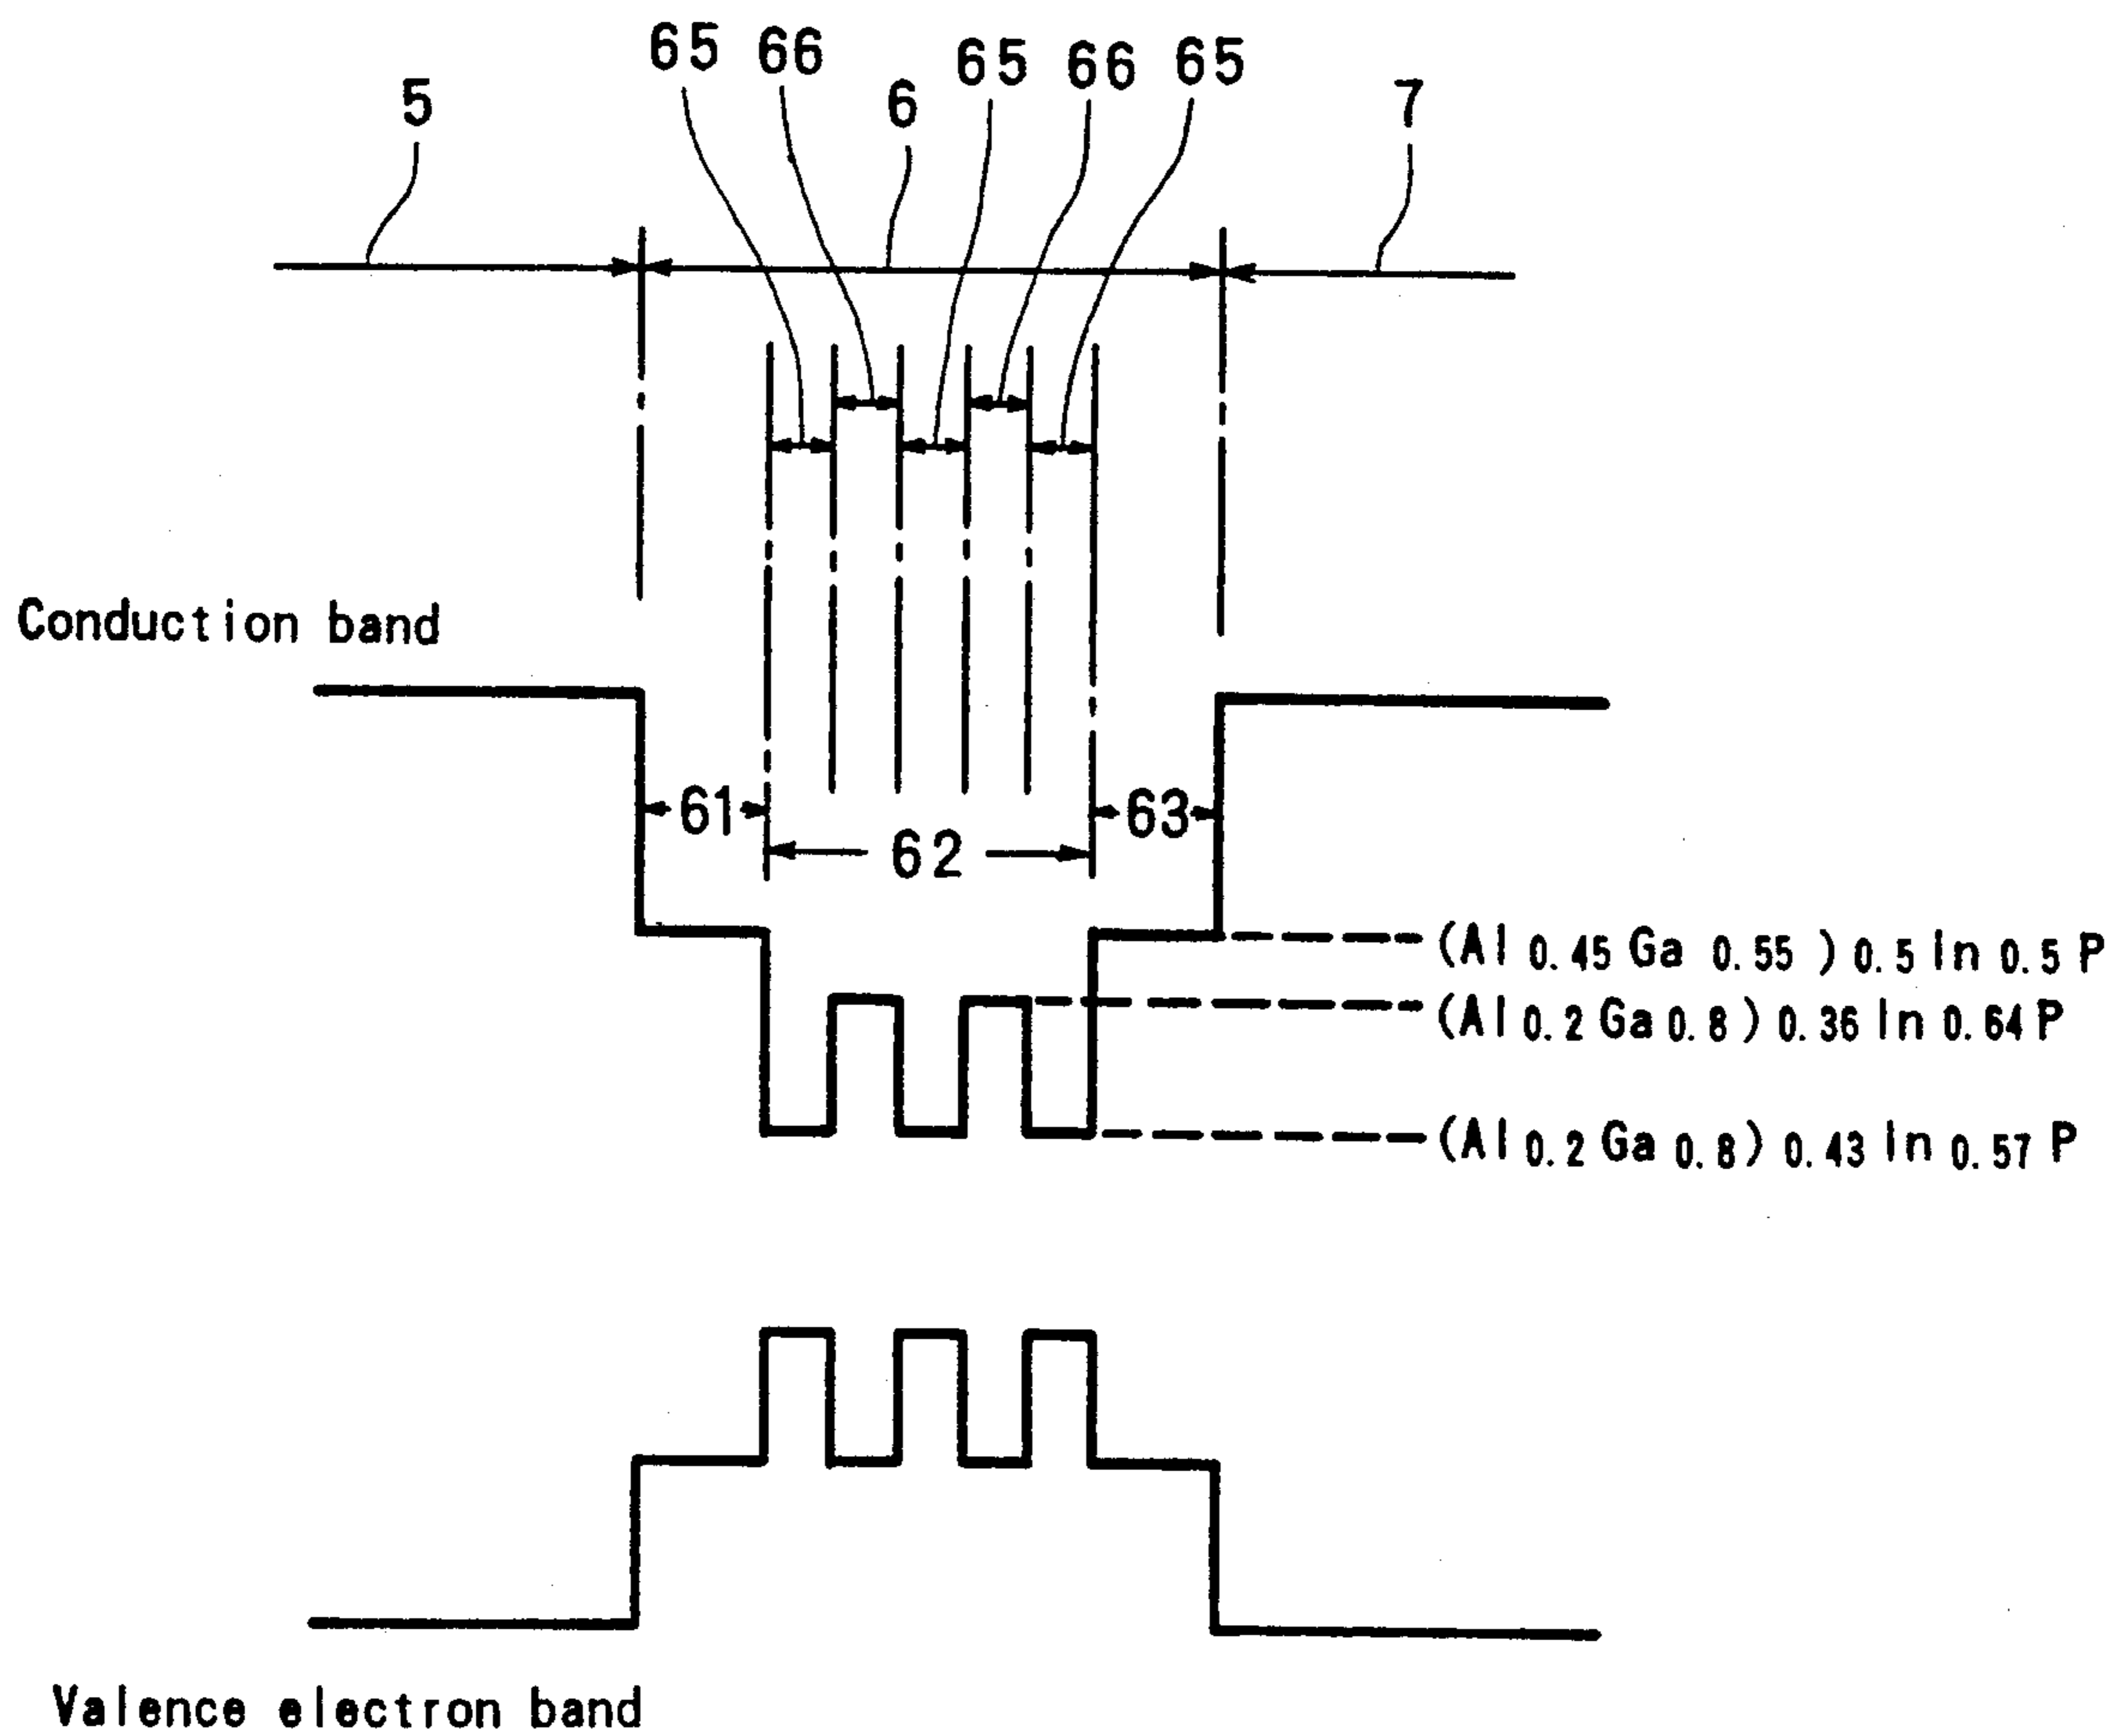 65 66 65 66 65
5 6 7
Conduction band
61 63
62
(Al 0.45 Ga 0.55 ) 0.5 In 0.5 P
(Al 0.2 Ga 0.8 ) 0.36 In 0.64 P
(Al 0.2 Ga 0.8 ) 0.43 In 0.57 P
Valence electron band